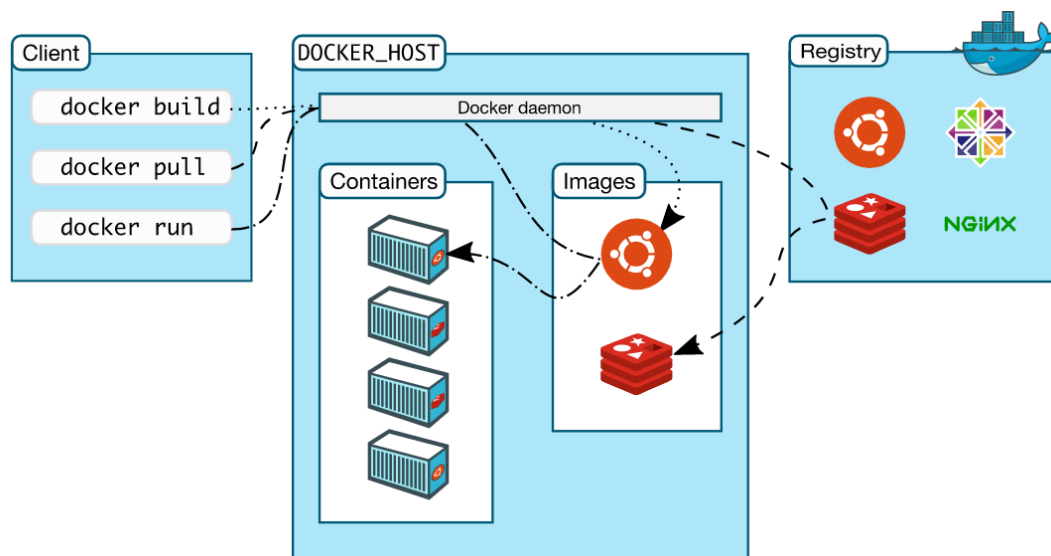 Client
docker build
docker pull
docker run
DOCKER_HOST
Docker daemon
Containers
Images
Registry
NGiNX